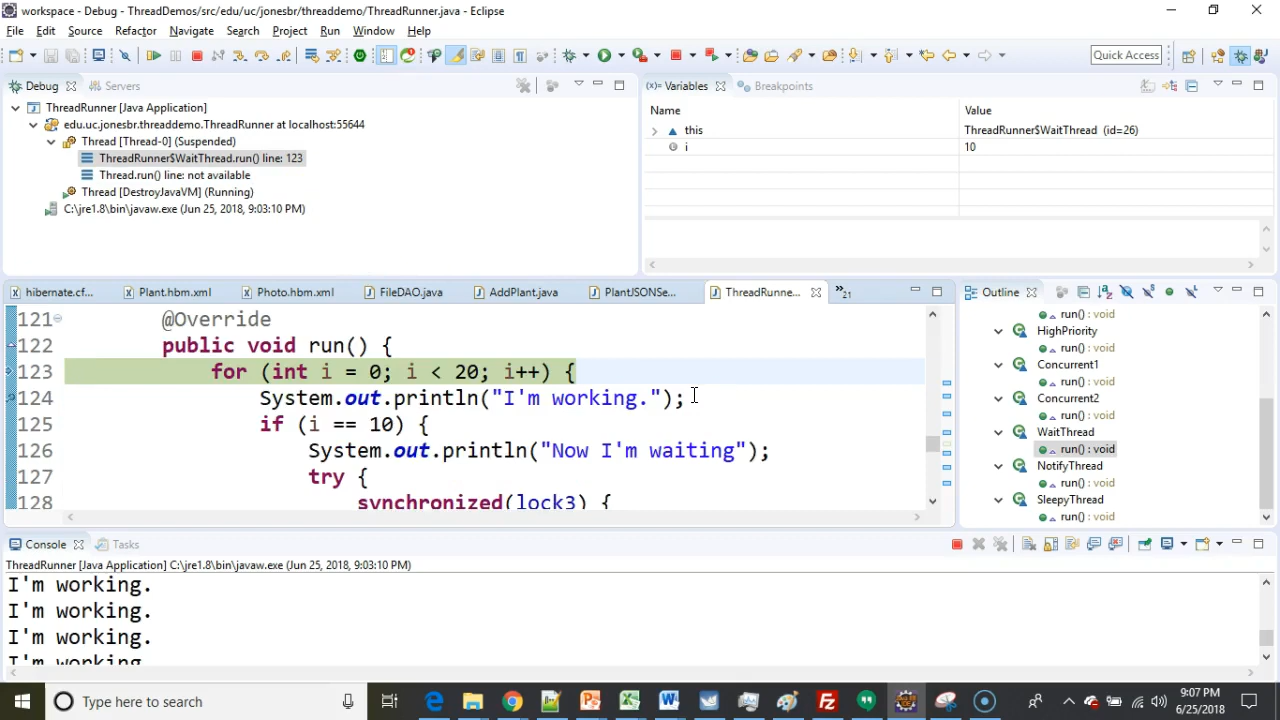 workspace - Debug - ThreadDemos/src/edu/uc/jonesbr/threaddemo/ThreadRunner.java - Eclipse
File Edit Source Refactor Navigate Search Project Run Window Help
Quick Access
Debug Servers
ThreadRunner [Java Application]
edu.uc.jonesbr.threaddemo.ThreadRunner at localhost:55644
Thread [Thread-0] (Suspended)
ThreadRunner$WaitThread.run() line: 123
Thread.run() line: not available
Thread [DestroyJavaVM] (Running)
C:\jre1.8\bin\javaw.exe (Jun 25, 2018, 9:03:10 PM)
(x)= Variables Breakpoints
Name Value
this ThreadRunner$WaitThread (id=26)
i 10
hibernate.cf... Plant.hbm.xml Photo.hbm.xml FileDAO.java AddPlant.java PlantJSONSe... ThreadRunne... »21
121 @Override
122 public void run() {
123 for (int i = 0; i < 20; i++) {
124 System.out.println("I'm working.");
125 if (i == 10) {
126 System.out.println("Now I'm waiting");
127 try {
128 synchronized(lock3) {
Outline
run() : void
HighPriority
run() : void
Concurrent1
run() : void
Concurrent2
run() : void
WaitThread
run() : void
NotifyThread
run() : void
SleepyThread
run() : void
Console Tasks
ThreadRunner [Java Application] C:\jre1.8\bin\javaw.exe (Jun 25, 2018, 9:03:10 PM)
I'm working.
I'm working.
I'm working.
I'm working.
Type here to search
9:07 PM
6/25/2018